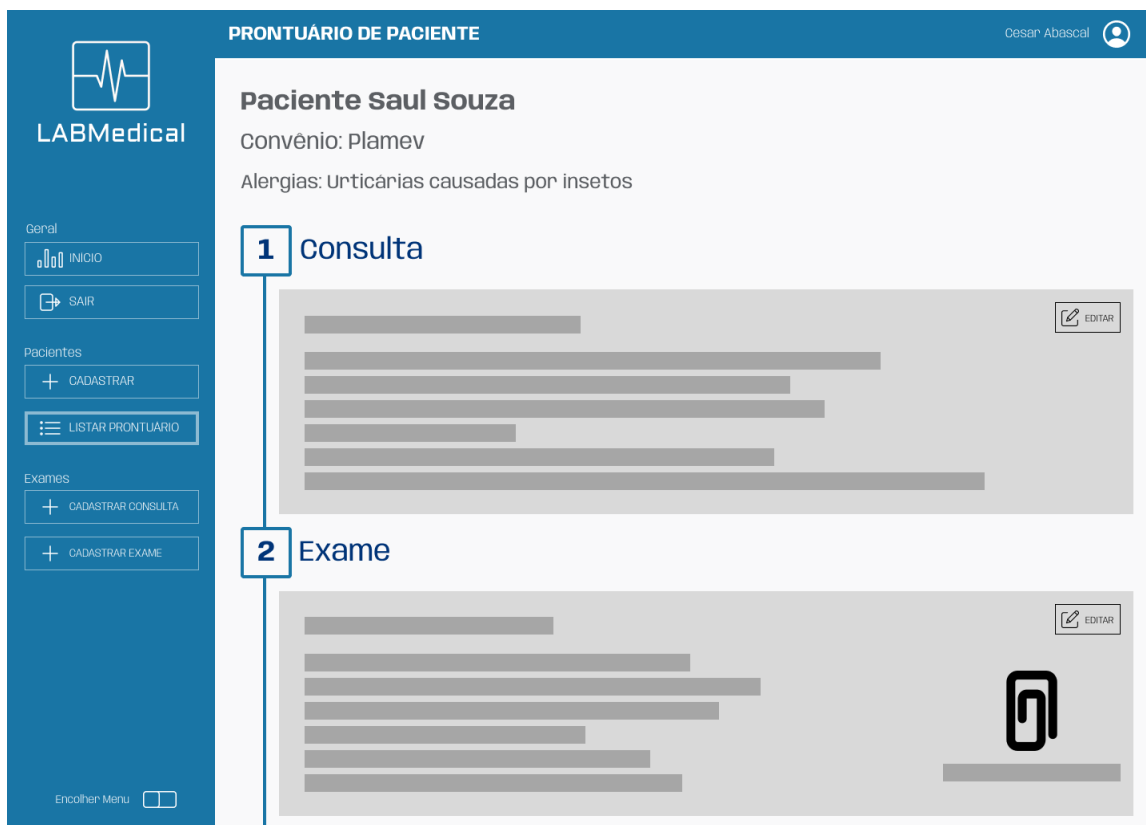 LABMedical
Geral
INICIO
SAIR
Pacientes
CADASTRAR
LISTAR PRONTUÁRIO
Exames
CADASTRAR CONSULTA
CADASTRAR EXAME
Encolher Menu
PRONTUÁRIO DE PACIENTE
Cesar Abascal
Paciente Saul Souza
Convênio: Plamev
Alergias: Urticárias causadas por insetos
1 Consulta
EDITAR
2 Exame
EDITAR